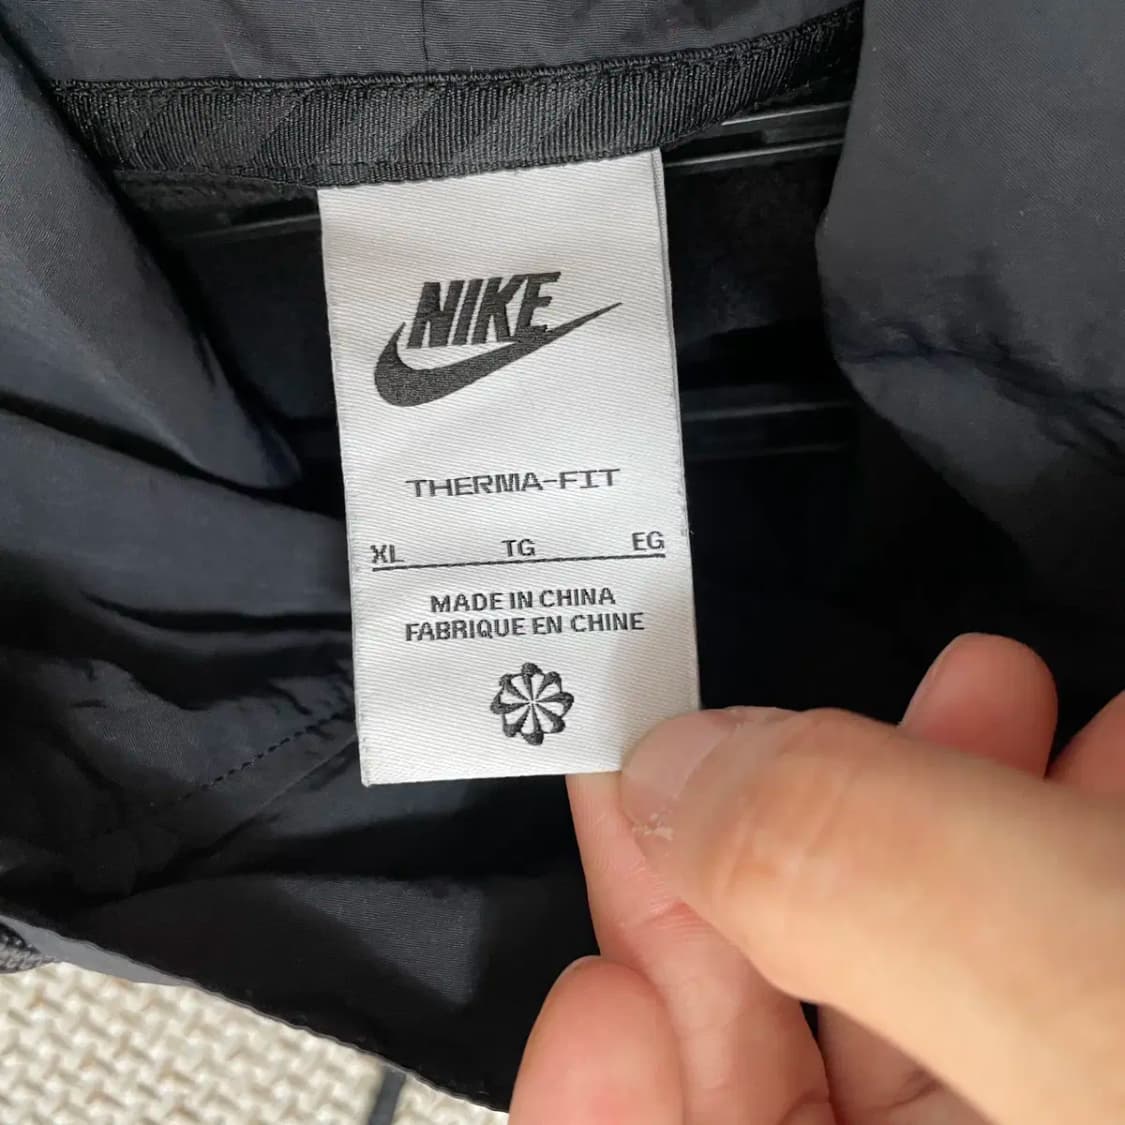 NIKE
THERMA-FIT
XL TG EG
MADE IN CHINA
FABRIQUE EN CHINE